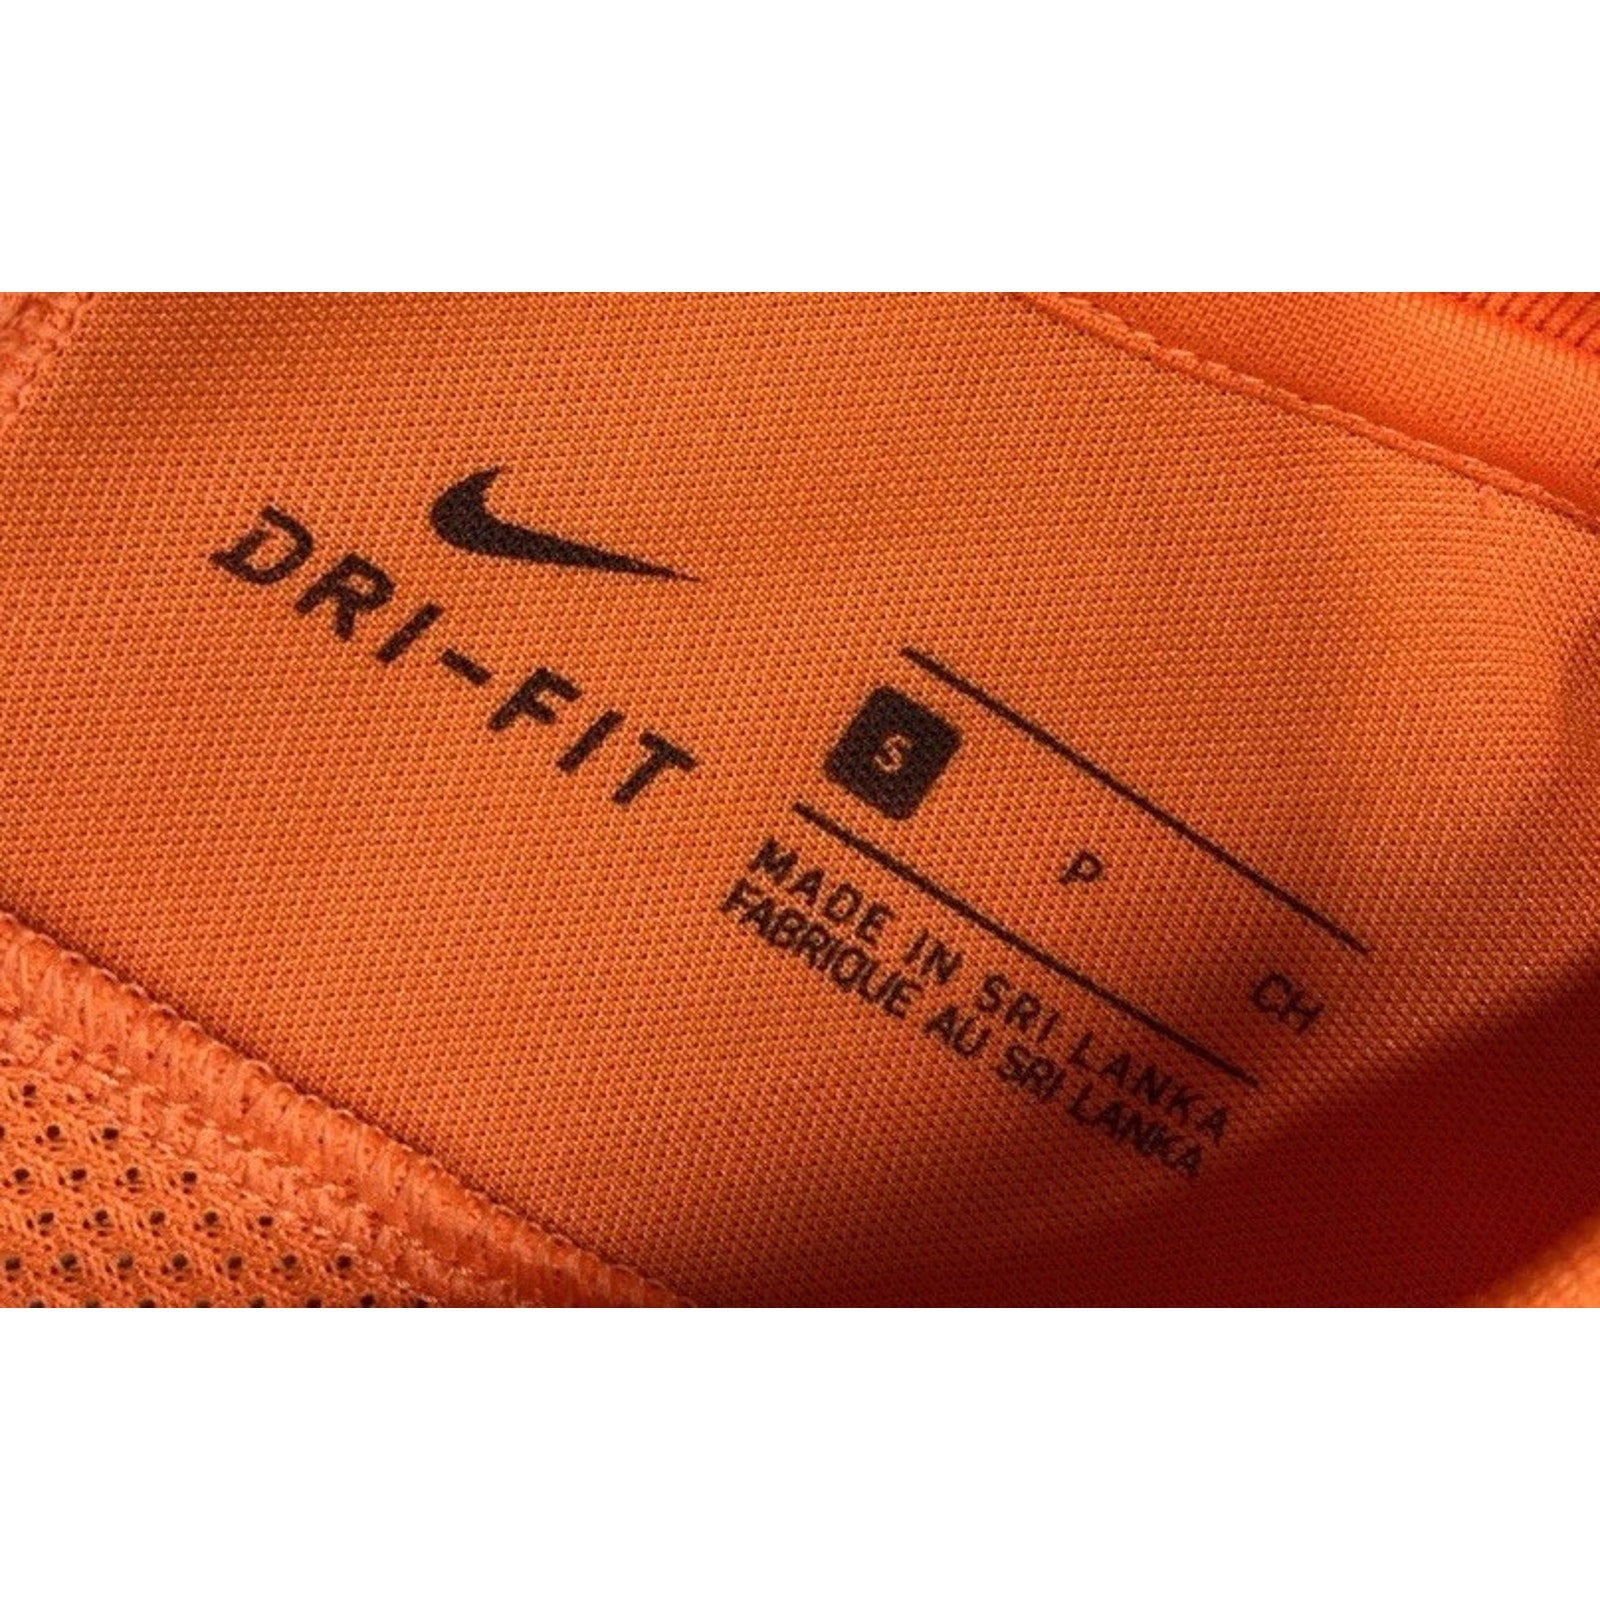 DRI-FIT
S P CH
MADE IN SRI LANKA
FABRIQUE AU SRI LANKA